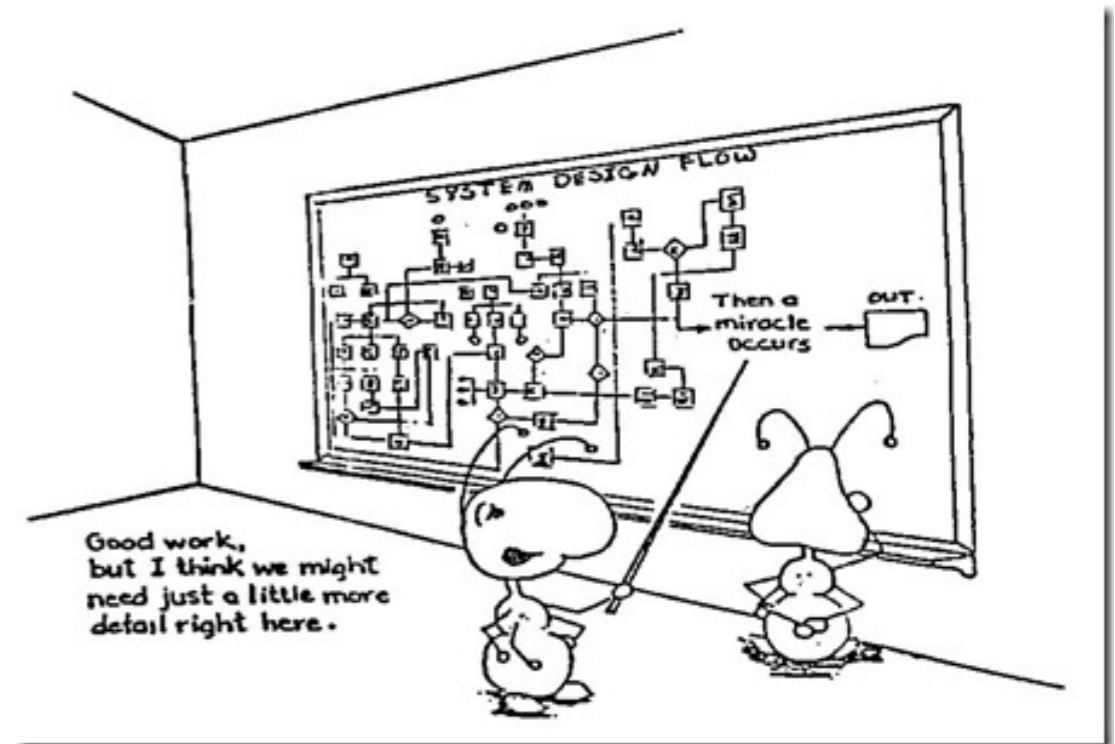 SYSTEM DESIGN FLOW
Then a
miracle
occurs
OUT.
Good work,
but I think we might
need just a little more
detail right here.